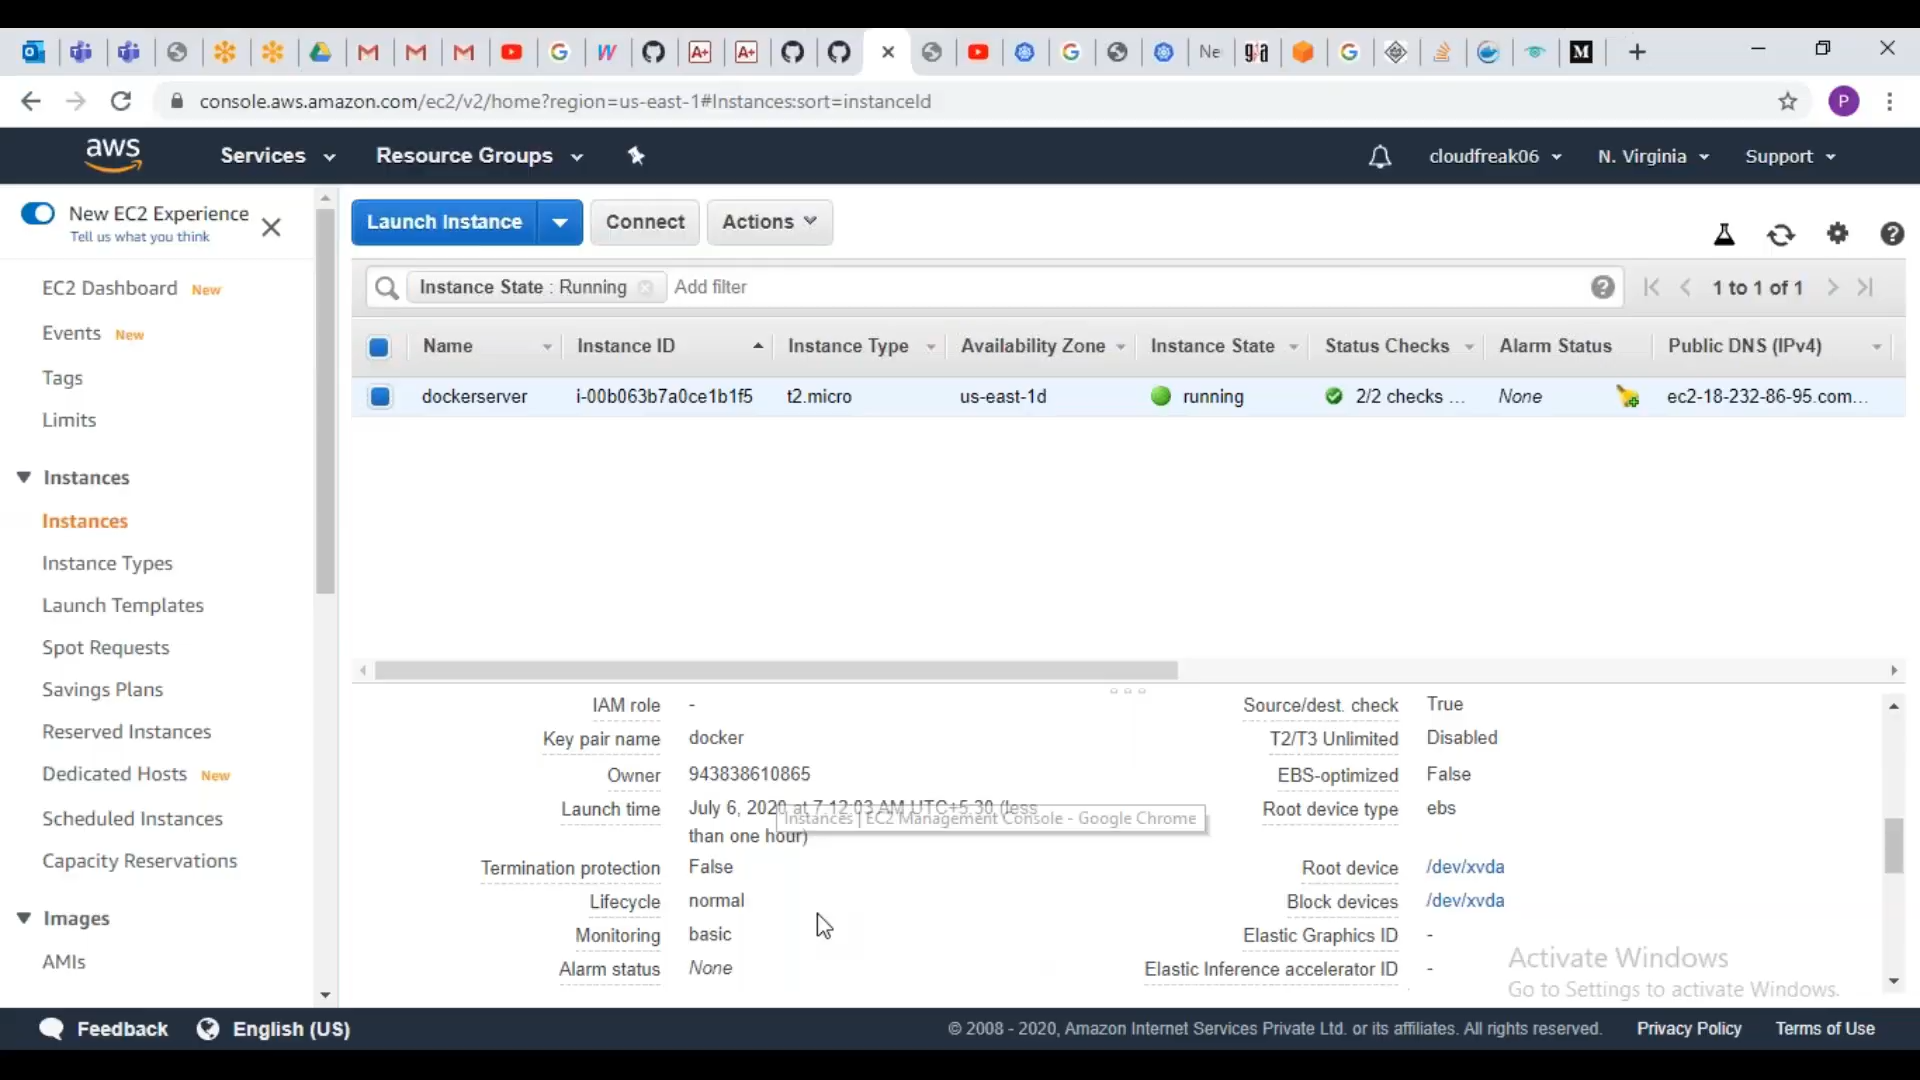 Ne
console.aws.amazon.com/ec2/v2/home?region=us-east-1#Instances:sort=instanceId
P
aws
Services
Resource Groups
cloudfreak06
N. Virginia
Support
New EC2 Experience
Tell us what you think
EC2 Dashboard New
Events New
Tags
Limits
Instances
Instances
Instance Types
Launch Templates
Spot Requests
Savings Plans
Reserved Instances
Dedicated Hosts New
Scheduled Instances
Capacity Reservations
Images
AMIs
Launch Instance
Connect
Actions
Instance State : Running
Add filter
1 to 1 of 1
Name Instance ID Instance Type Availability Zone Instance State Status Checks Alarm Status Public DNS (IPv4)
dockerserver i-00b063b7a0ce1b1f5 t2.micro us-east-1d running 2/2 checks ... None ec2-18-232-86-95.com...
IAM role -
Key pair name docker
Owner 943838610865
Launch time July 6, 2020 at 7:12:03 AM UTC+5:30 (less
than one hour)
Instances | EC2 Management Console - Google Chrome
Termination protection False
Lifecycle normal
Monitoring basic
Alarm status None
Source/dest. check True
T2/T3 Unlimited Disabled
EBS-optimized False
Root device type ebs
Root device /dev/xvda
Block devices /dev/xvda
Elastic Graphics ID -
Elastic Inference accelerator ID -
Activate Windows
Go to Settings to activate Windows.
Feedback
English (US)
© 2008 - 2020, Amazon Internet Services Private Ltd. or its affiliates. All rights reserved.
Privacy Policy
Terms of Use